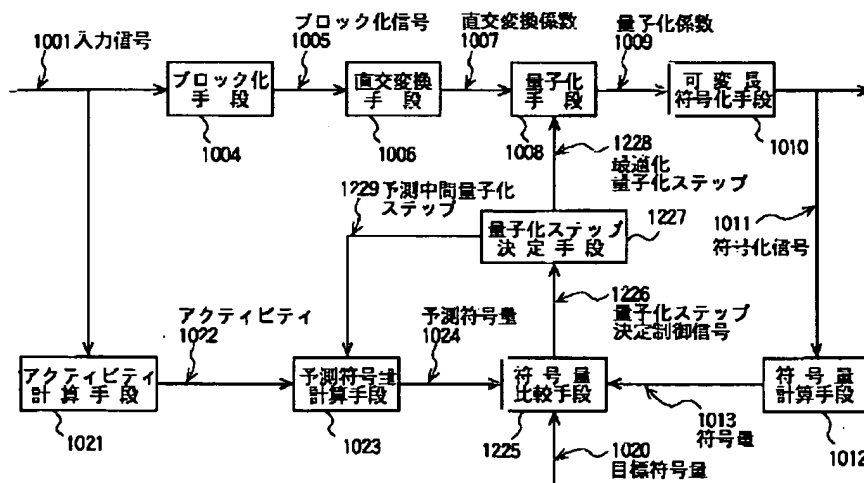 1001入力信号
ブロック化信号
1005
直交変換係数
1007
量子化係数
1009
ブロック化
手段
1004
直交変換
手段
1006
量子化
手段
1008
可変長
符号化手段
1010
1228
最適化
量子化ステップ
1229予測中間量子化
ステップ
量子化ステップ
決定手段
1227
1011
符号化信号
1226
量子化ステップ
決定制御信号
アクティビティ
1022
予測符号量
1024
アクティビティ
計算手段
1021
予測符号量
計算手段
1023
符号量
比較手段
1225
1013
符号量
符号量
計算手段
1012
1020
目標符号量